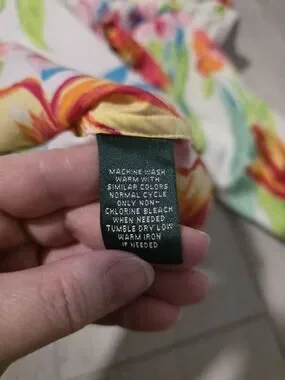 MACHINE WASH
WARM WITH
SIMILAR COLORS
NORMAL CYCLE
ONLY NON-
CHLORINE BLEACH
WHEN NEEDED
TUMBLE DRY LOW
WARM IRON
IF NEEDED